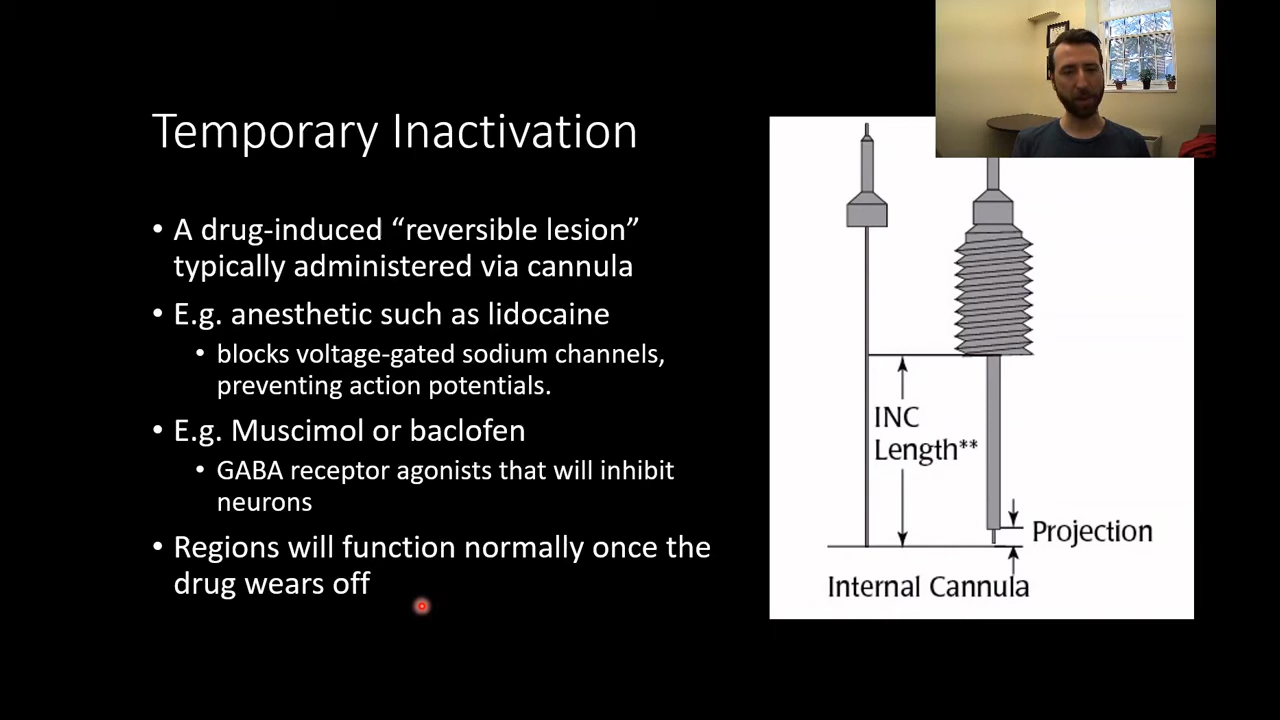 Temporary Inactivation
• A drug-induced “reversible lesion”
typically administered via cannula
• E.g. anesthetic such as lidocaine
• blocks voltage-gated sodium channels,
preventing action potentials.
• E.g. Muscimol or baclofen
• GABA receptor agonists that will inhibit
neurons
• Regions will function normally once the
drug wears off
INC
Length**
Projection
Internal Cannula